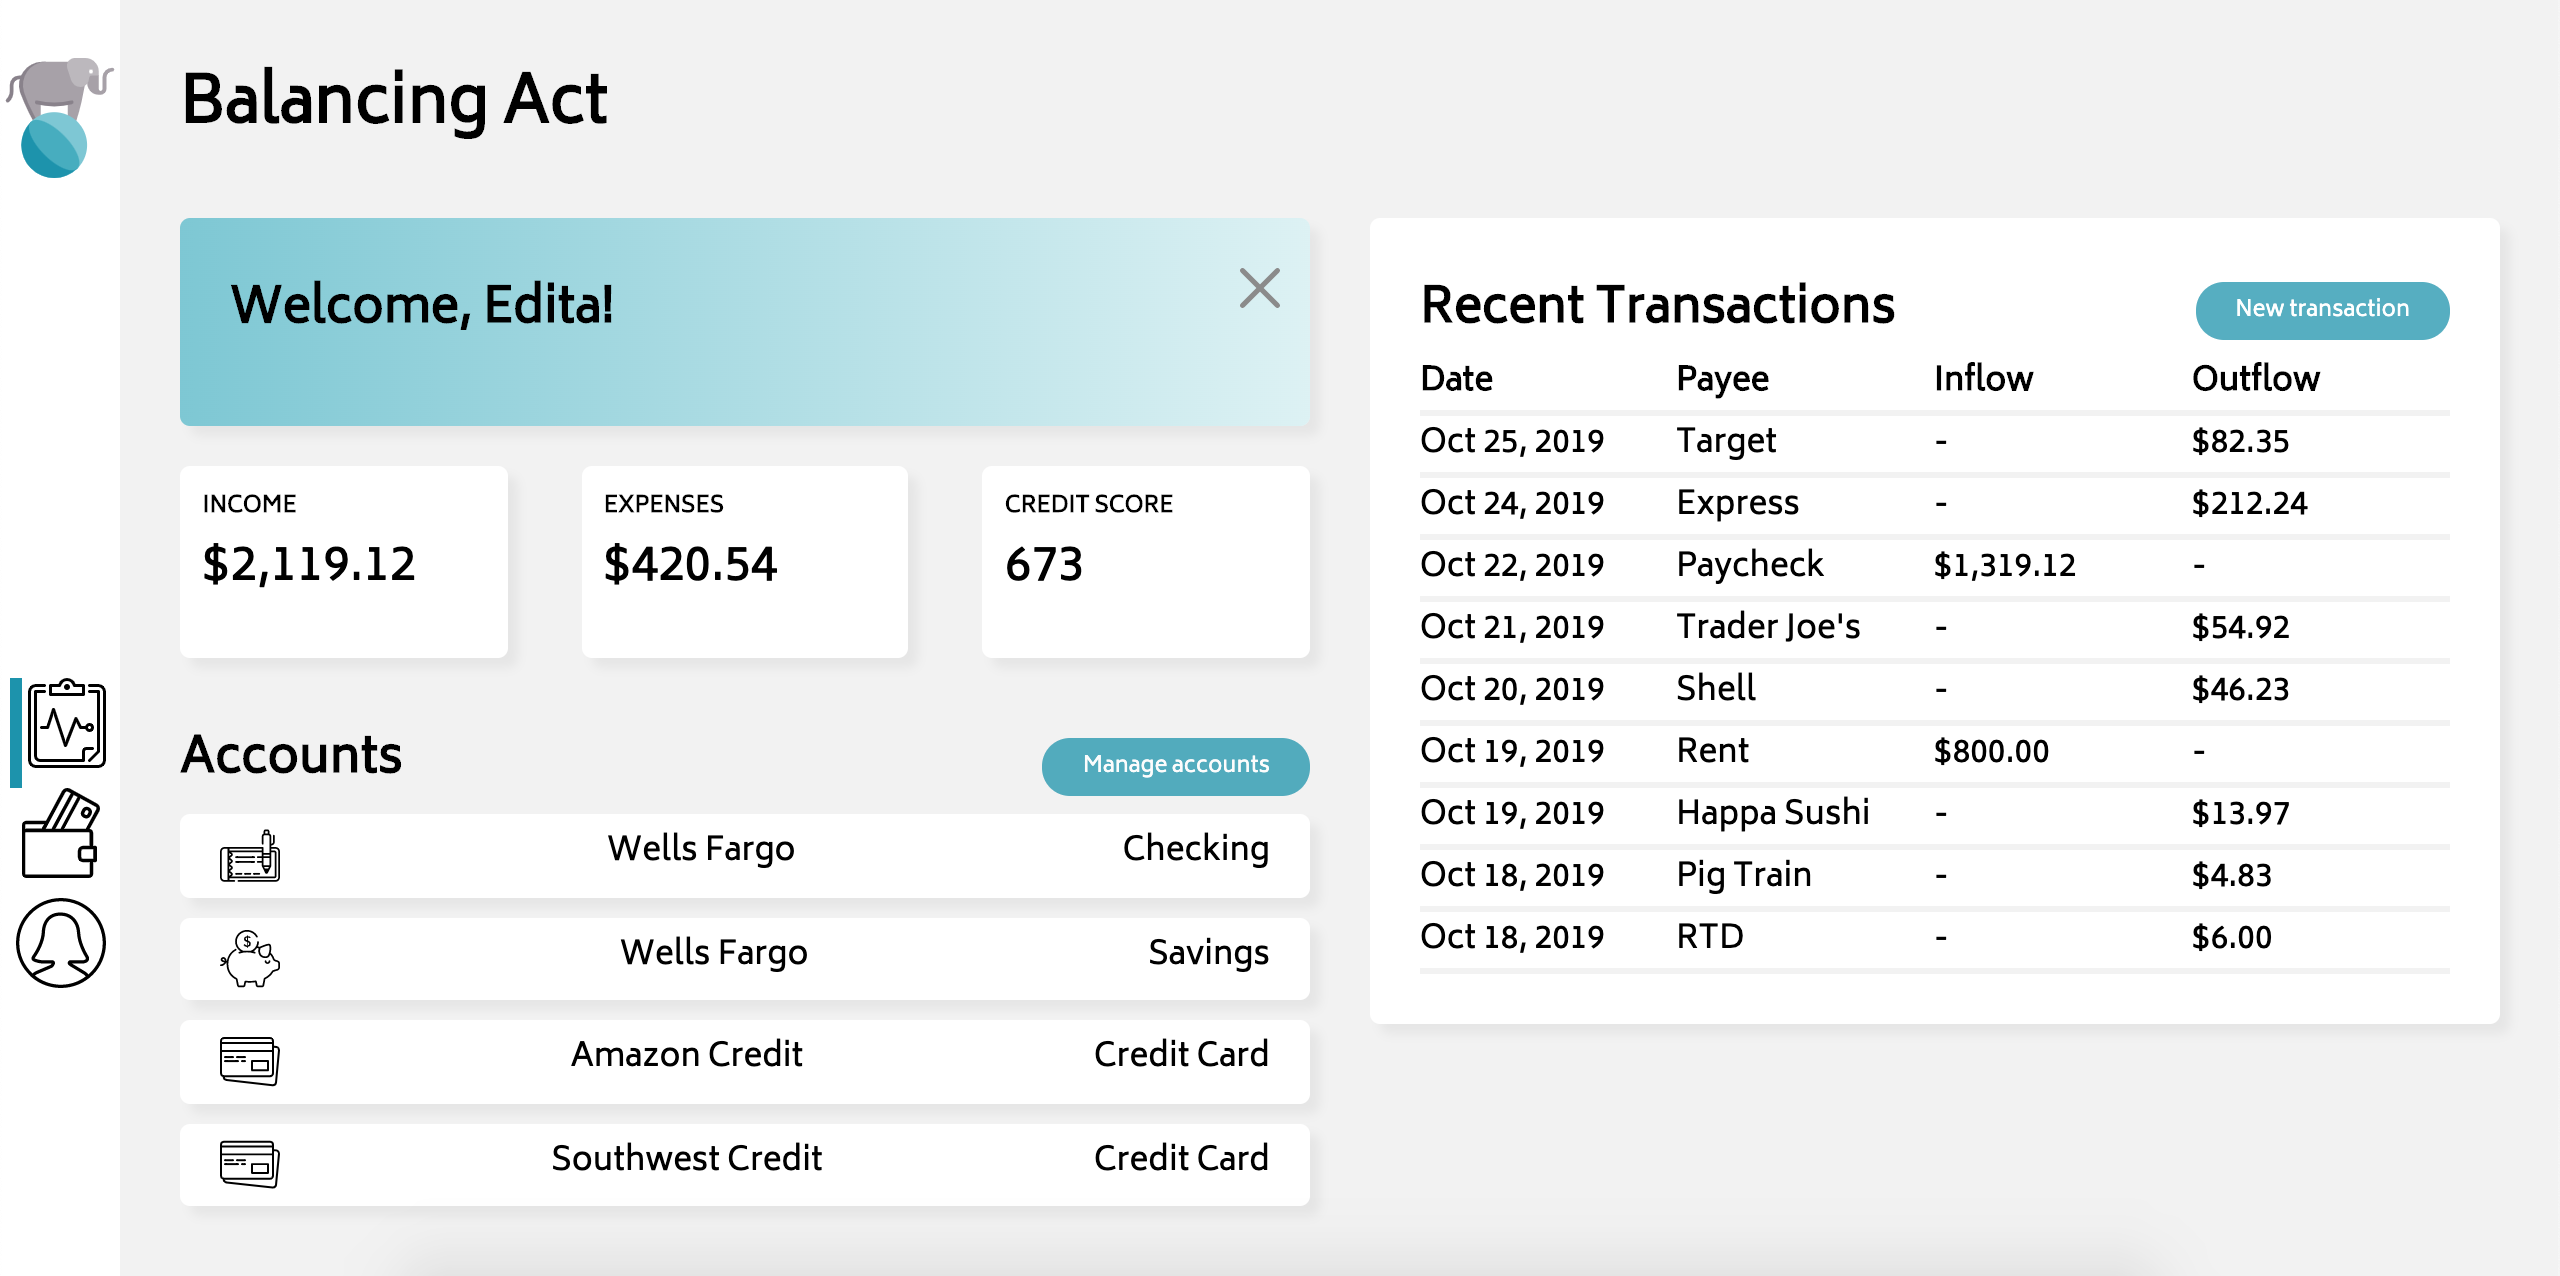 Balancing Act
Welcome, Edita!
INCOME
$2,119.12
EXPENSES
$420.54
CREDIT SCORE
673
Accounts
Manage accounts
Wells Fargo Checking
$
Wells Fargo Savings
Amazon Credit Credit Card
Southwest Credit Credit Card
Recent Transactions
New transaction
Date Payee Inflow Outflow
Oct 25, 2019 Target - $82.35
Oct 24, 2019 Express - $212.24
Oct 22, 2019 Paycheck $1,319.12 -
Oct 21, 2019 Trader Joe's - $54.92
Oct 20, 2019 Shell - $46.23
Oct 19, 2019 Rent $800.00 -
Oct 19, 2019 Happa Sushi - $13.97
Oct 18, 2019 Pig Train - $4.83
Oct 18, 2019 RTD - $6.00